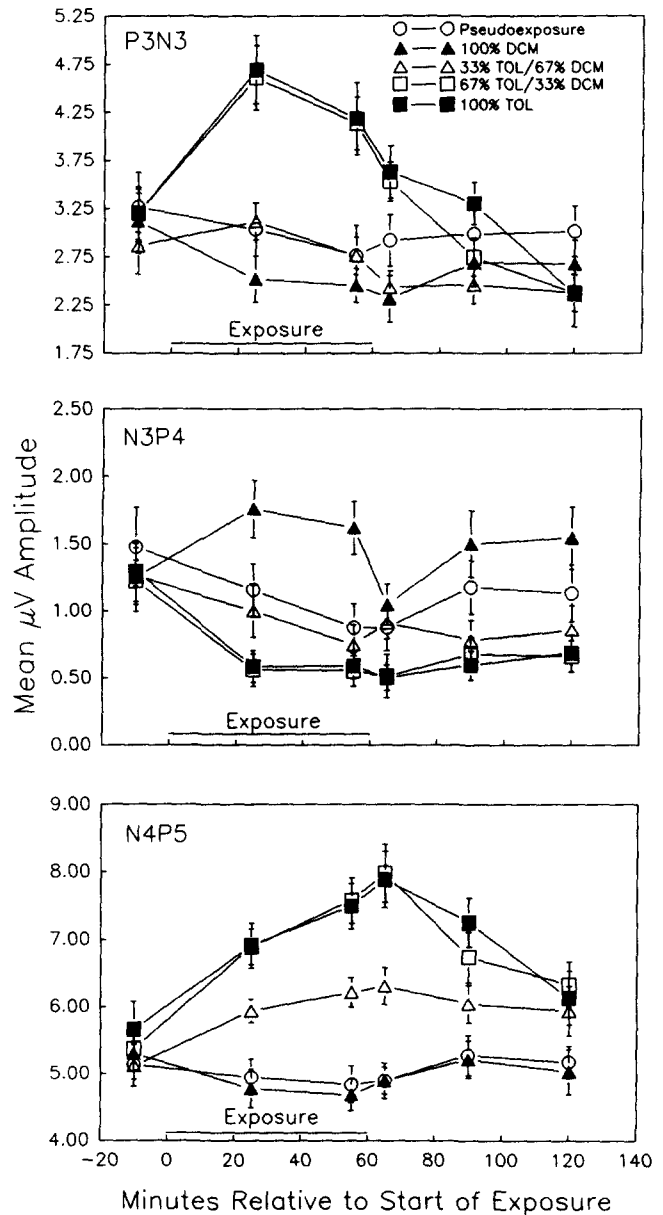 P3N3
Pseudoexposure
100% DCM
33% TOL/67% DCM
67% TOL/33% DCM
100% TOL
5.25
4.75
4.25
3.75
3.25
2.75
2.25
1.75
Exposure
N3P4
2.50
2.00
1.50
1.00
0.50
0.00
Exposure
Mean µV Amplitude
N4P5
9.00
8.00
7.00
6.00
5.00
4.00
Exposure
-20 0 20 40 60 80 100 120 140
Minutes Relative to Start of Exposure